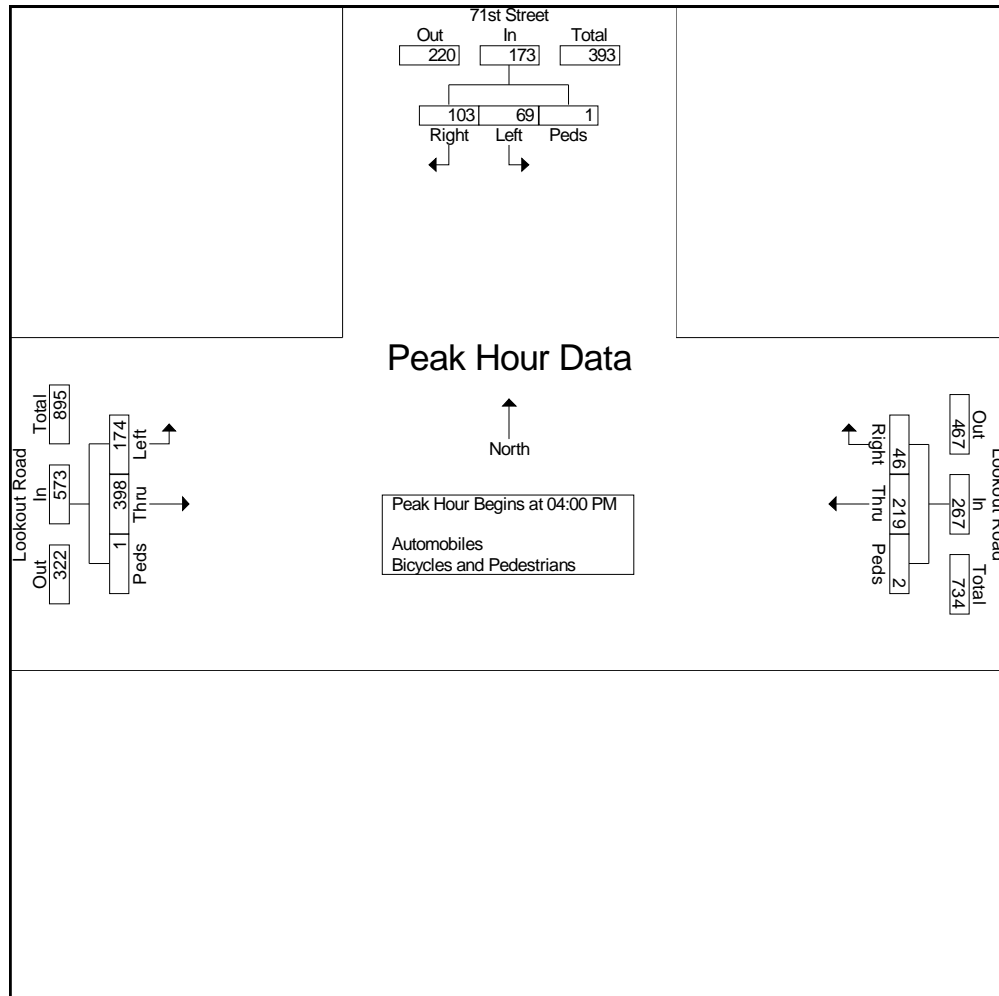 71st Street
Out In Total
220 173 393
103 69 1
Right Left Peds
Peak Hour Data
North
Peak Hour Begins at 04:00 PM
Automobiles
Bicycles and Pedestrians
Lookout Road
Out In Total
322 573 895
1 398 174
Peds Thru Left
Lookout Road
Out In Total
467 267 734
46 219 2
Right Thru Peds